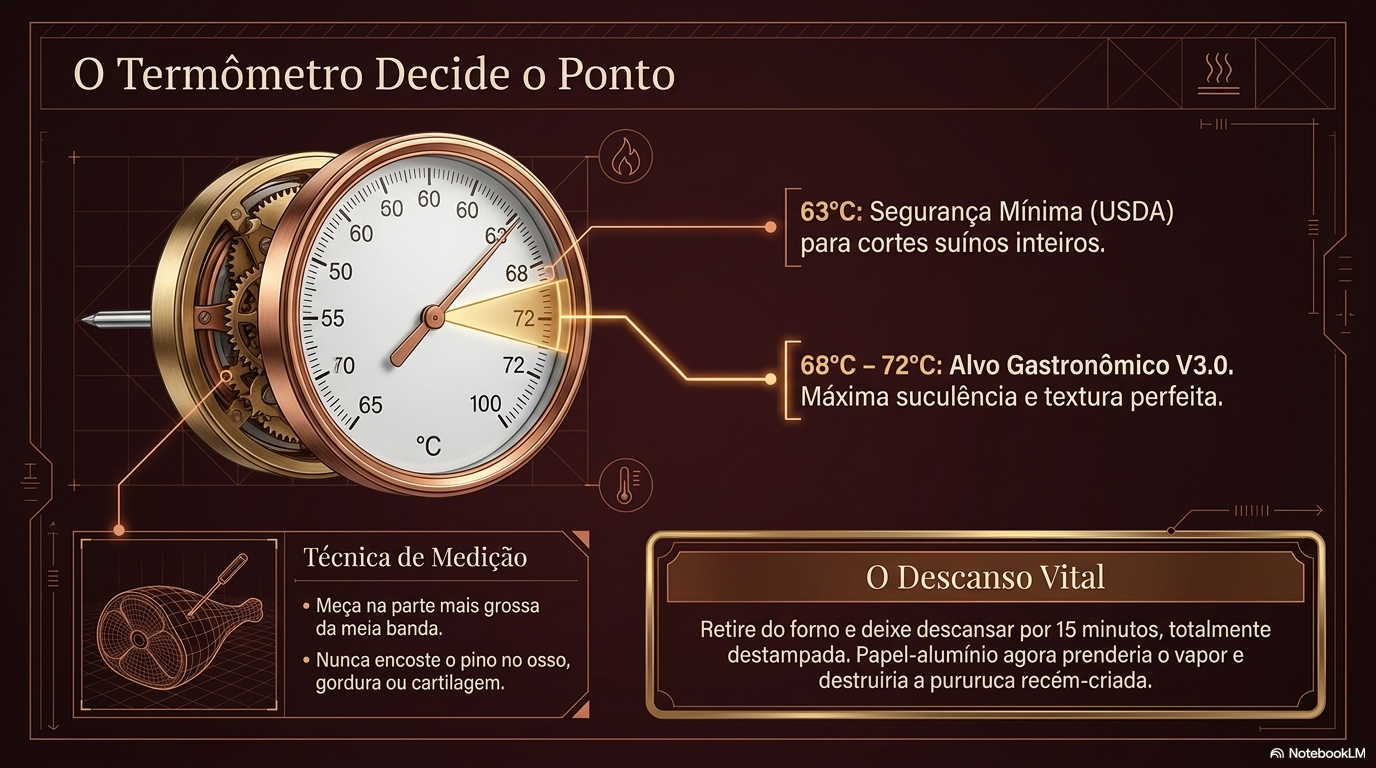 O Termômetro Decide o Ponto
60
60
60
60
63
50
68
55
72
70
72
65
100
°C
63°C: Segurança Mínima (USDA)
para cortes suínos inteiros.
68°C – 72°C: Alvo Gastronômico V3.0.
Máxima suculência e textura perfeita.
Técnica de Medição
• Meça na parte mais grossa
da meia banda.
• Nunca encoste o pino no osso,
gordura ou cartilagem.
O Descanso Vital
Retire do forno e deixe descansar por 15 minutos, totalmente
destampada. Papel-alumínio agora prenderia o vapor e
destruiria a pururuca recém-criada.
NotebookLM